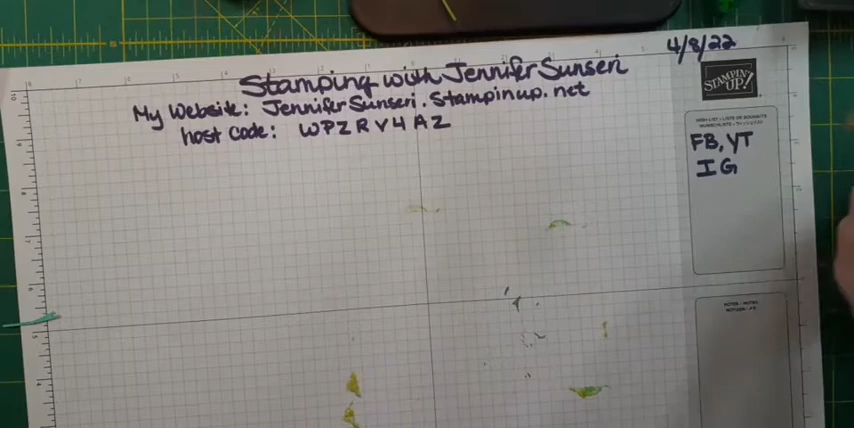 4/8/22
Stamping with Jennifer Sunseri
My Website: JenniferSunseri.Stampinup.net
host Code: WPZRV4AZ
STAMPIN' UP!
FB, YT
IG